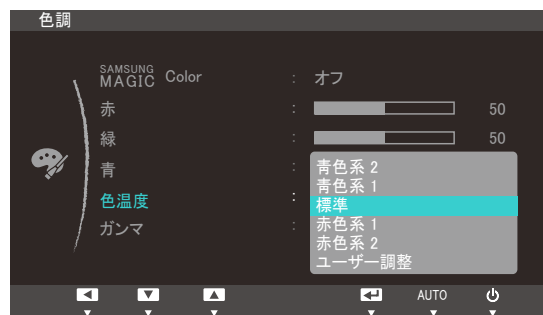 色調
SAMSUNG
MAGIC Color : オフ
赤 : 50
緑 : 50
青 :
色温度 :
ガンマ :
青色系 2
青色系 1
標準
赤色系 1
赤色系 2
ユーザー調整
AUTO